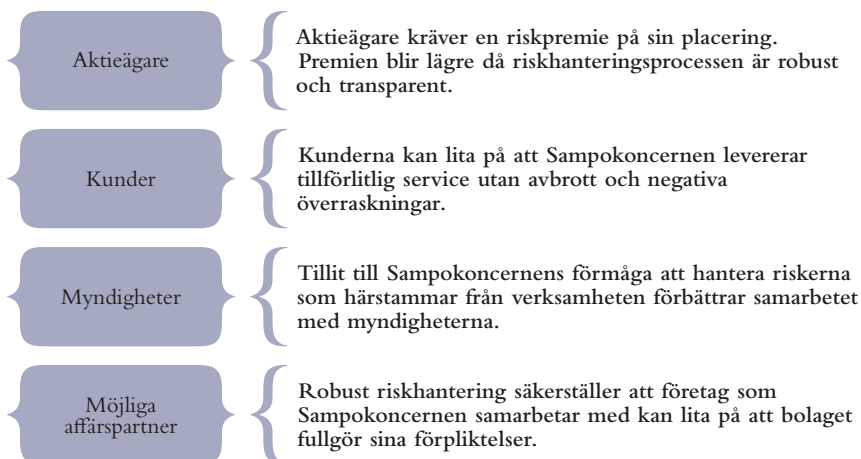 Aktieägare
Aktieägare kräver en riskpremie på sin placering.
Premien blir lägre då riskhanteringsprocessen är robust
och transparent.
Kunder
Kunderna kan lita på att Sampokoncernen levererar
tillförlitlig service utan avbrott och negativa
överraskningar.
Myndigheter
Tillit till Sampokoncernens förmåga att hantera riskerna
som härstammar från verksamheten förbättrar samarbetet
med myndigheterna.
Möjliga
affärspartner
Robust riskhantering säkerställer att företag som
Sampokoncernen samarbetar med kan lita på att bolaget
fullgör sina förpliktelser.